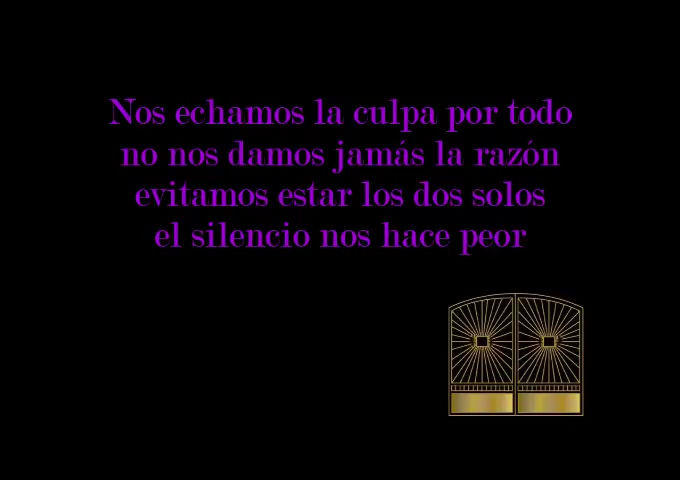 Nos echamos la culpa por todo
no nos damos jamás la razón
evitamos estar los dos solos
el silencio nos hace peor